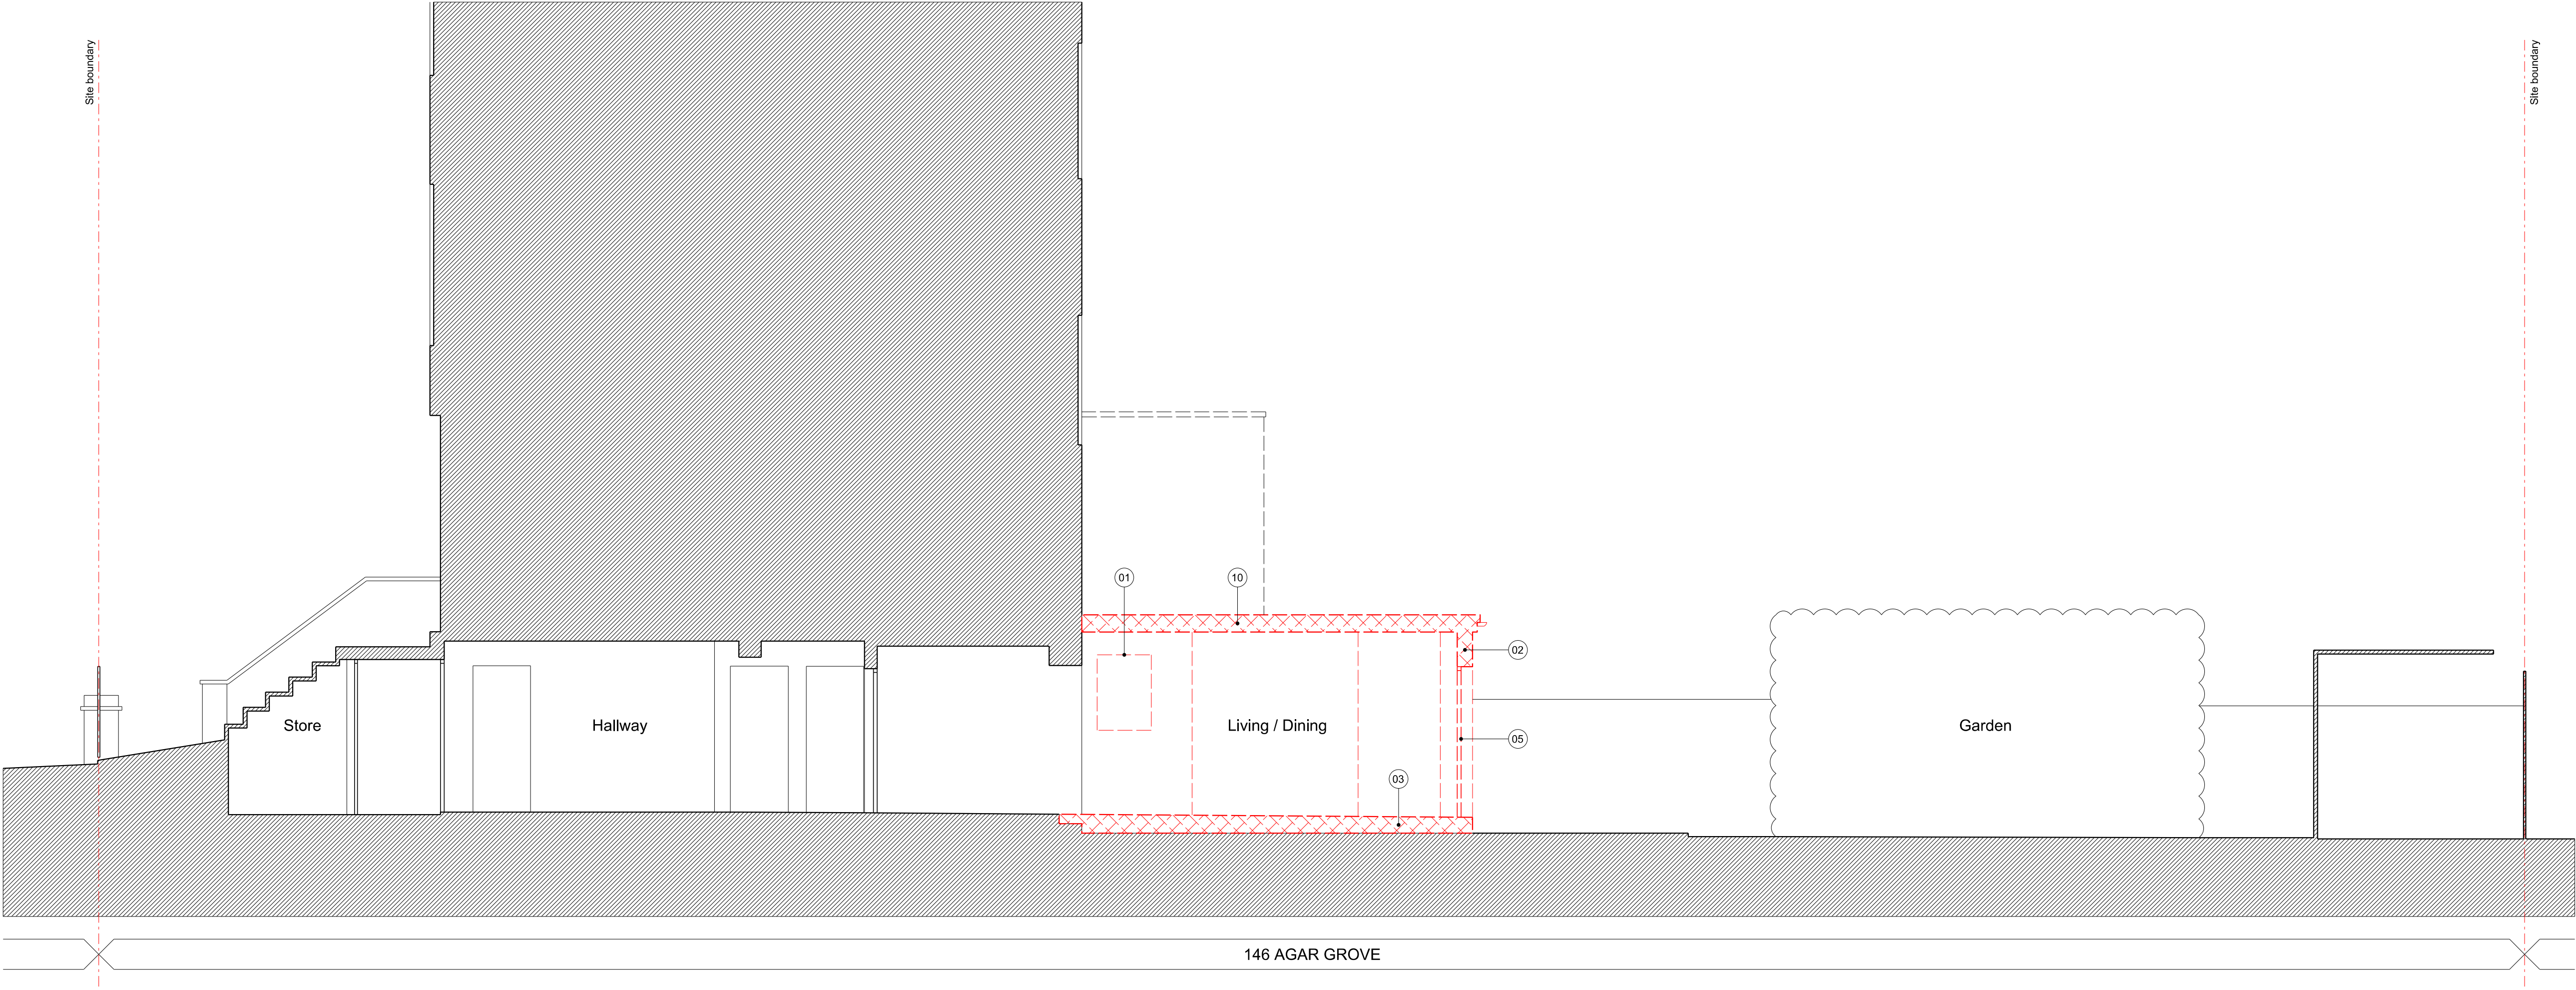 Site boundary
Site boundary
01
10
02
Store
Hallway
Living / Dining
Garden
05
03
146 AGAR GROVE